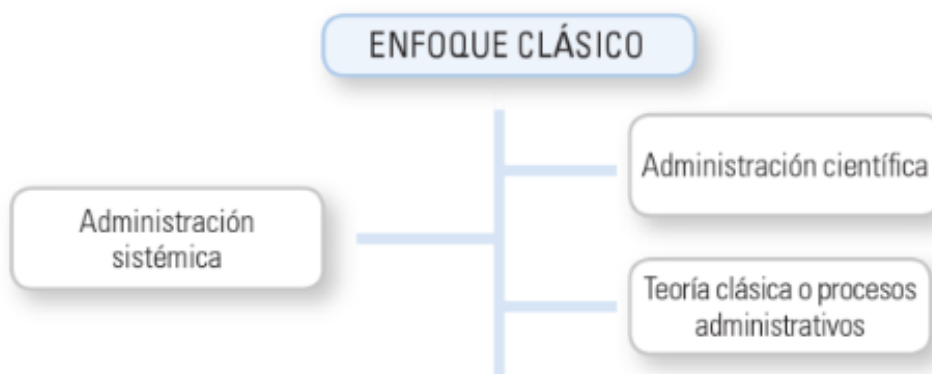 ENFOQUE CLÁSICO
Administración científica
Administración
sistémica
Teoría clásica o procesos
administrativos